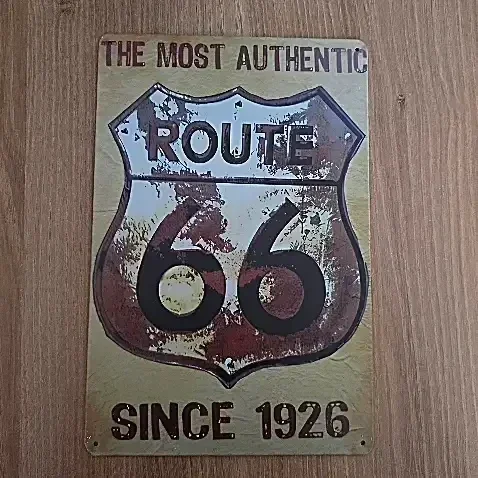 THE MOST AUTHENTIC
ROUTE
66
SINCE 1926